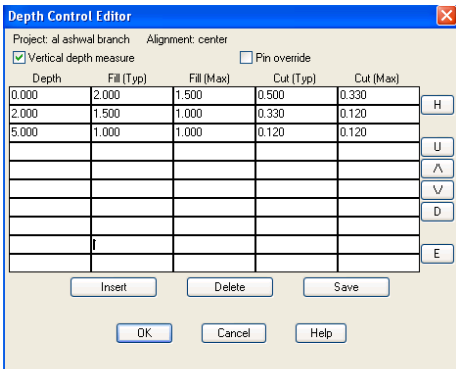 Depth Control Editor
Project: al ashwal branch Alignment: center
Vertical depth measure Pin override
Depth Fill (Typ) Fill (Max) Cut (Typ) Cut (Max)
0.000 2.000 1.500 0.500 0.330
H
2.000 1.500 1.000 0.330 0.120
5.000 1.000 1.000 0.120 0.120
U
/\
\/
D
E
Insert Delete Save
OK Cancel Help